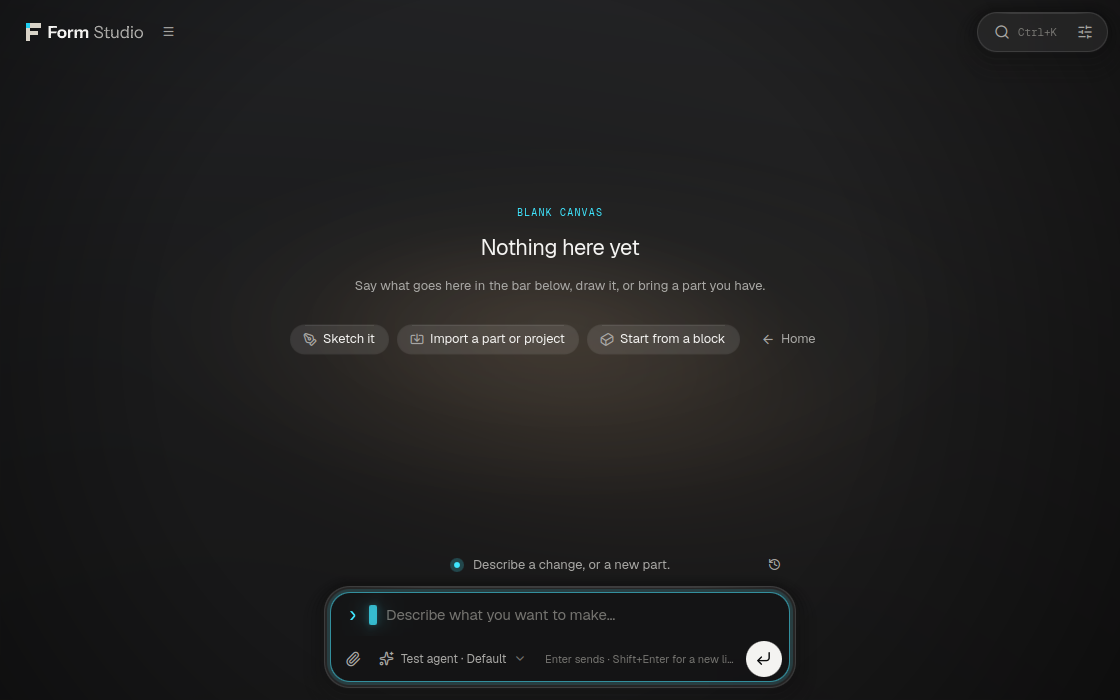 Form Studio
Ctrl+K
BLANK CANVAS
Nothing here yet
Say what goes here in the bar below, draw it, or bring a part you have.
Sketch it
Import a part or project
Start from a block
Home
Describe a change, or a new part.
Describe what you want to make...
Test agent · Default
Enter sends · Shift+Enter for a new li...